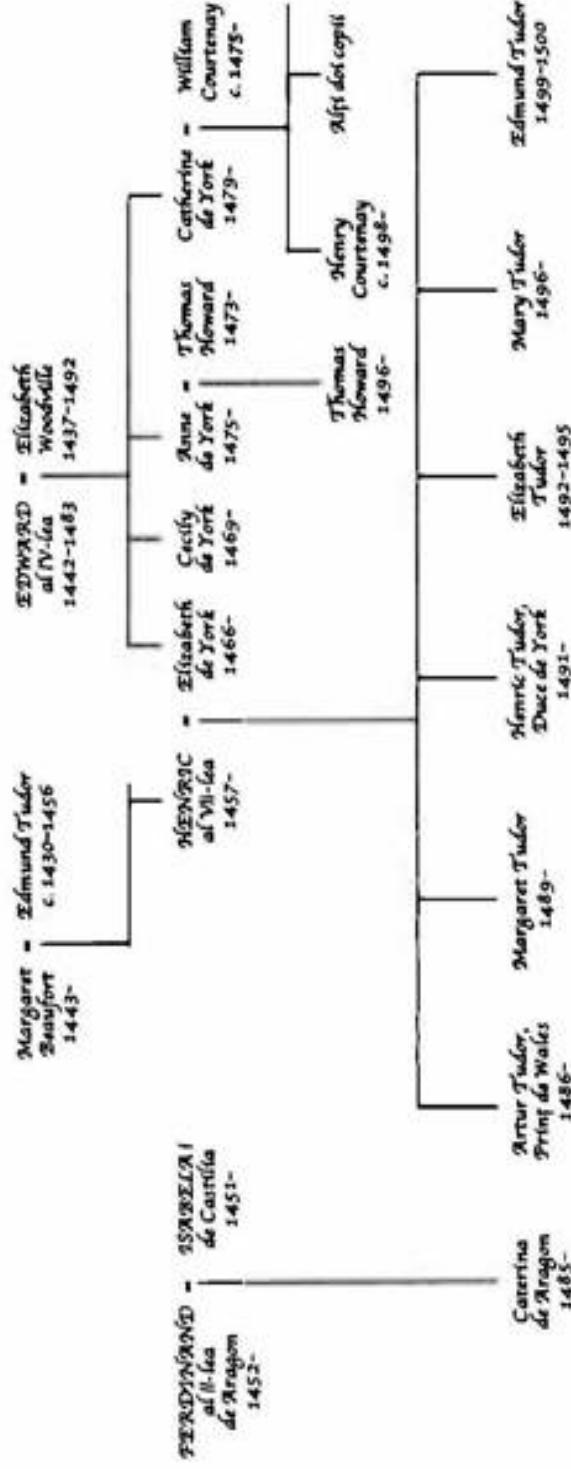 Margaret
Beaufort
1443-
=
Edmund Tudor
c. 1430-1456
EDWARD
al IV-lea
1442-1483
=
Elizabeth
Woodville
1437-1492
FERDINAND
al II-lea
de Aragon
1452-
=
ISABELA I
de Castilia
1451-
HENRIC
al VII-lea
1457-
=
Elizabeth
de York
1466-
Cecily
de York
1469-
Anne
de York
1475-
=
Thomas
Howard
1473-
Catherine
de York
1479-
=
William
Courtenay
c. 1475-
Thomas
Howard
1496-
Henry
Courtenay
c. 1498-
Alți doi copii
Caterina
de Aragon
1485-
Artur Tudor,
Prinț de Wales
1486-
Margaret Tudor
1489-
Henric Tudor,
Duce de York
1491-
Elizabeth
Tudor
1492-1495
Mary Tudor
1496-
Edmund Tudor
1499-1500